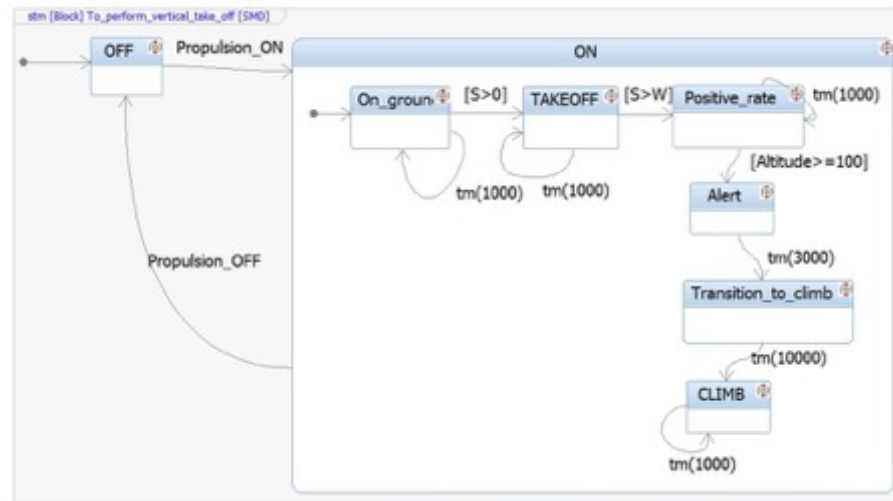 stm [Block] To_perform_vertical_take_off [SMD]
OFF
Propulsion_ON
ON
On_groun
[S>0]
TAKEOFF
[S>W]
Positive_rate
tm(1000)
tm(1000)
tm(1000)
[Altitude>=100]
Alert
tm(3000)
Propulsion_OFF
Transition_to_climb
tm(10000)
CLIMB
tm(1000)